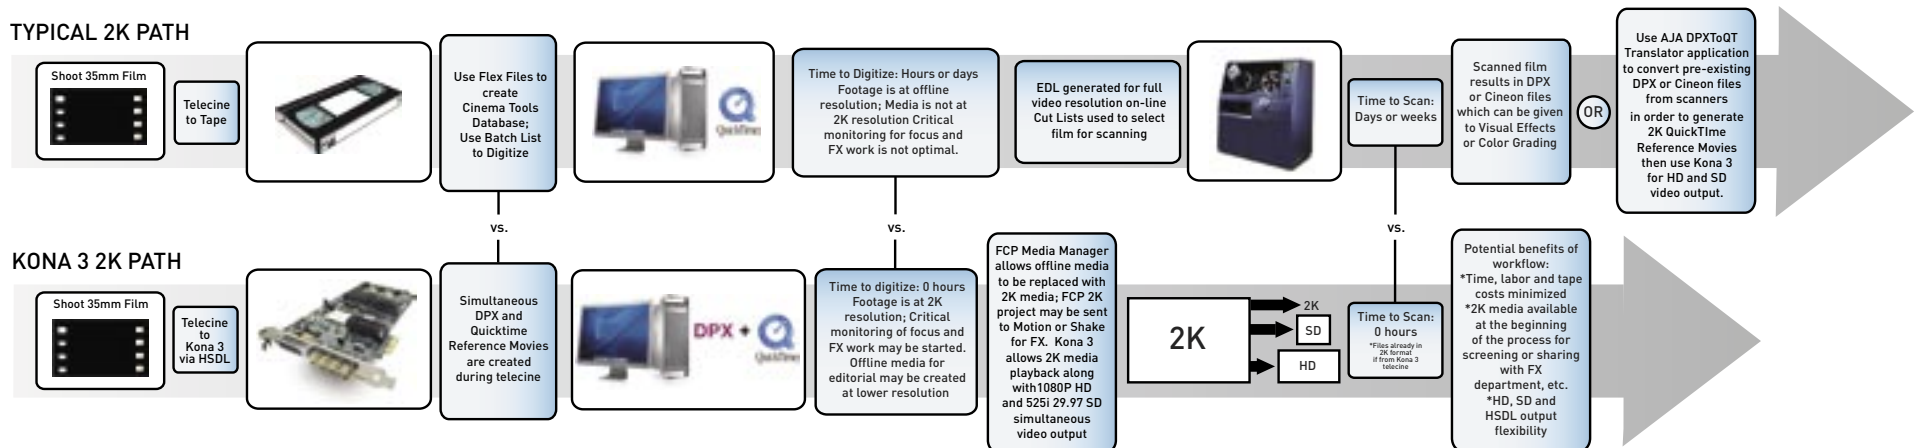 TYPICAL 2K PATH
Shoot 35mm Film
Telecine
to Tape
Use Flex Files to
create
Cinema Tools
Database;
Use Batch List
to Digitize
QuickTime
Time to Digitize: Hours or days
Footage is at offline
resolution; Media is not at
2K resolution Critical
monitoring for focus and
FX work is not optimal.
EDL generated for full
video resolution on-line
Cut Lists used to select
film for scanning
Time to Scan:
Days or weeks
Scanned film
results in DPX
or Cineon files
which can be given
to Visual Effects
or Color Grading
OR
Use AJA DPXToQT
Translator application
to convert pre-existing
DPX or Cineon files
from scanners
in order to generate
2K QuickTIme
Reference Movies
then use Kona 3
for HD and SD
video output.
vs.
vs.
vs.
KONA 3 2K PATH
Shoot 35mm Film
Telecine
to
Kona 3
via HSDL
Simultaneous
DPX and
Quicktime
Reference Movies
are created
during telecine
DPX +
QuickTime
Time to digitize: 0 hours
Footage is at 2K
resolution; Critical
monitoring of focus and
FX work may be started.
Offline media for
editorial may be created
at lower resolution
FCP Media Manager
allows offline media
to be replaced with
2K media; FCP 2K
project may be sent
to Motion or Shake
for FX. Kona 3
allows 2K media
playback along
with1080P HD
and 525i 29.97 SD
simultaneous
video output
2K
2K
SD
HD
Time to Scan:
0 hours
*Files already in
2K format
if from Kona 3
telecine
Potential benefits of
workflow:
*Time, labor and tape
costs minimized
*2K media available
at the beginning
of the process for
screening or sharing
with FX
department, etc.
*HD, SD and
HSDL output
flexibility